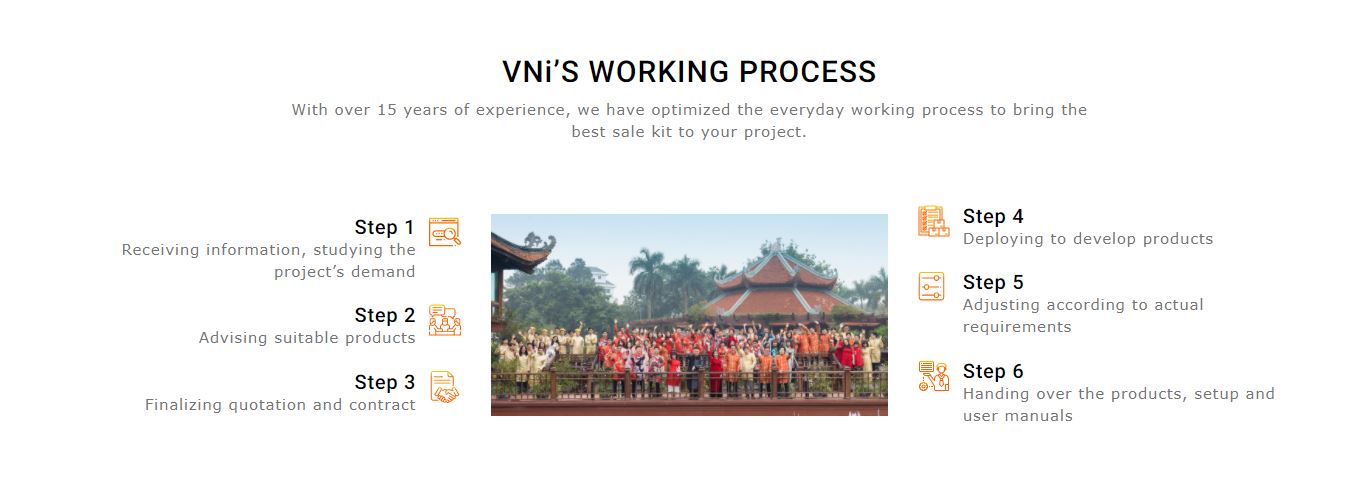 VNi’S WORKING PROCESS
With over 15 years of experience, we have optimized the everyday working process to bring the
best sale kit to your project.
Step 1
Receiving information, studying the
project’s demand
Step 2
Advising suitable products
Step 3
Finalizing quotation and contract
Step 4
Deploying to develop products
Step 5
Adjusting according to actual
requirements
Step 6
Handing over the products, setup and
user manuals